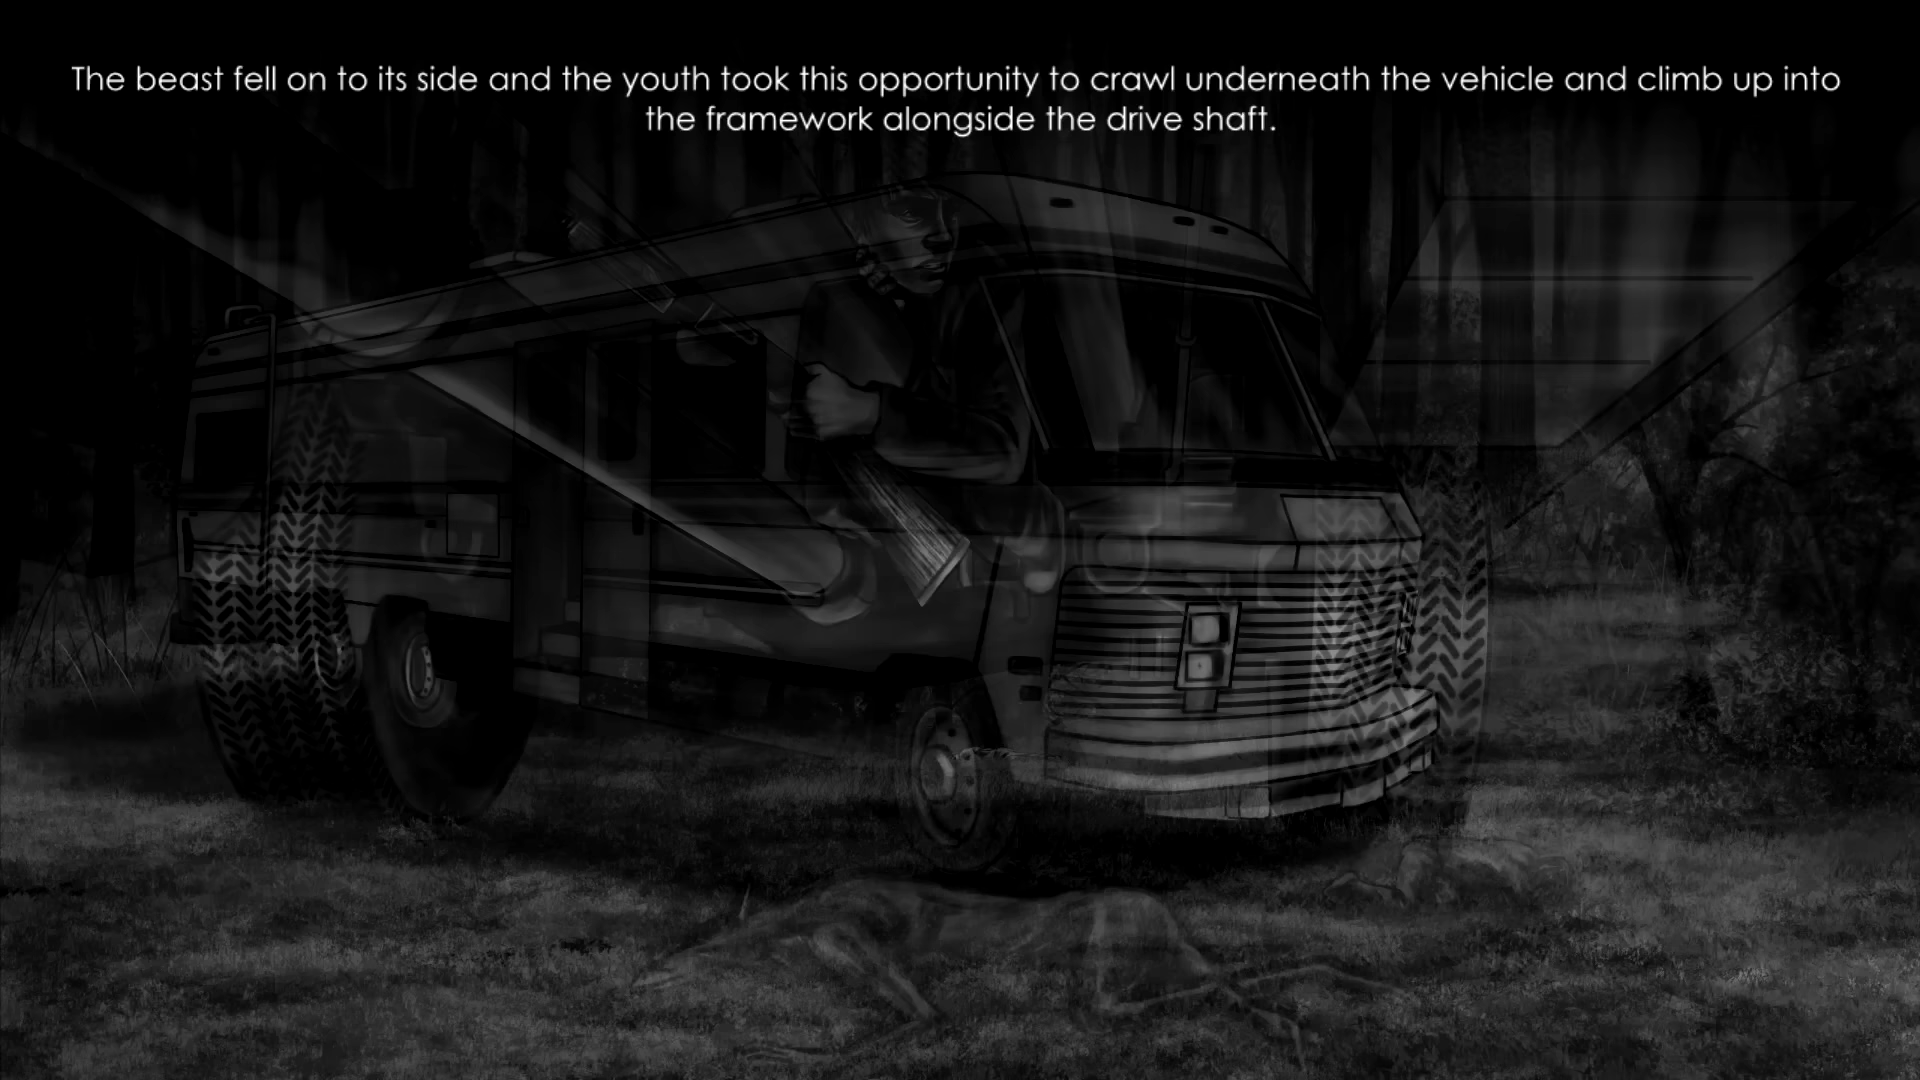 The beast fell on to its side and the youth took this opportunity to crawl underneath the vehicle and climb up into
the framework alongside the drive shaft.